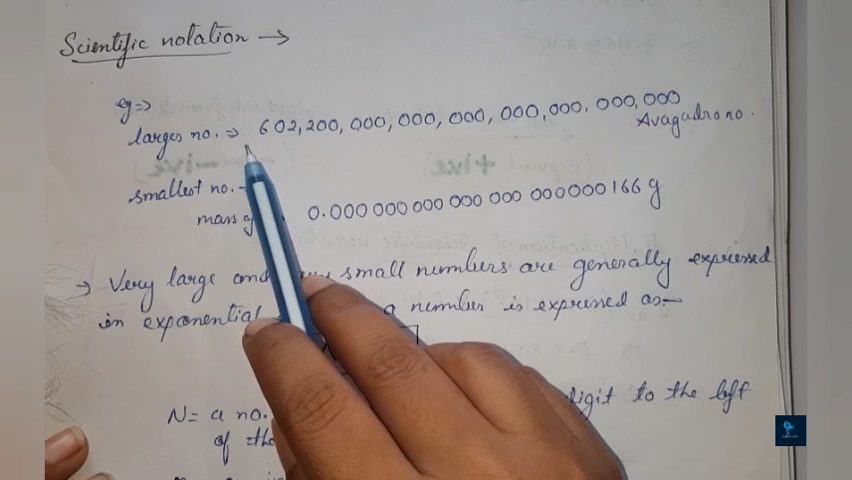 Scientific notation →
eg ⇒
larges no. ⇒ 602,200,000,000,000,000,000.000,000
Avagadro no.
smallest no.
mass 0.000 000 000 000 000 000000166 g
→ Very large and small numbers are generally expressed
in exponential a number is expressed as:-
N = a no. digit to the left
of the